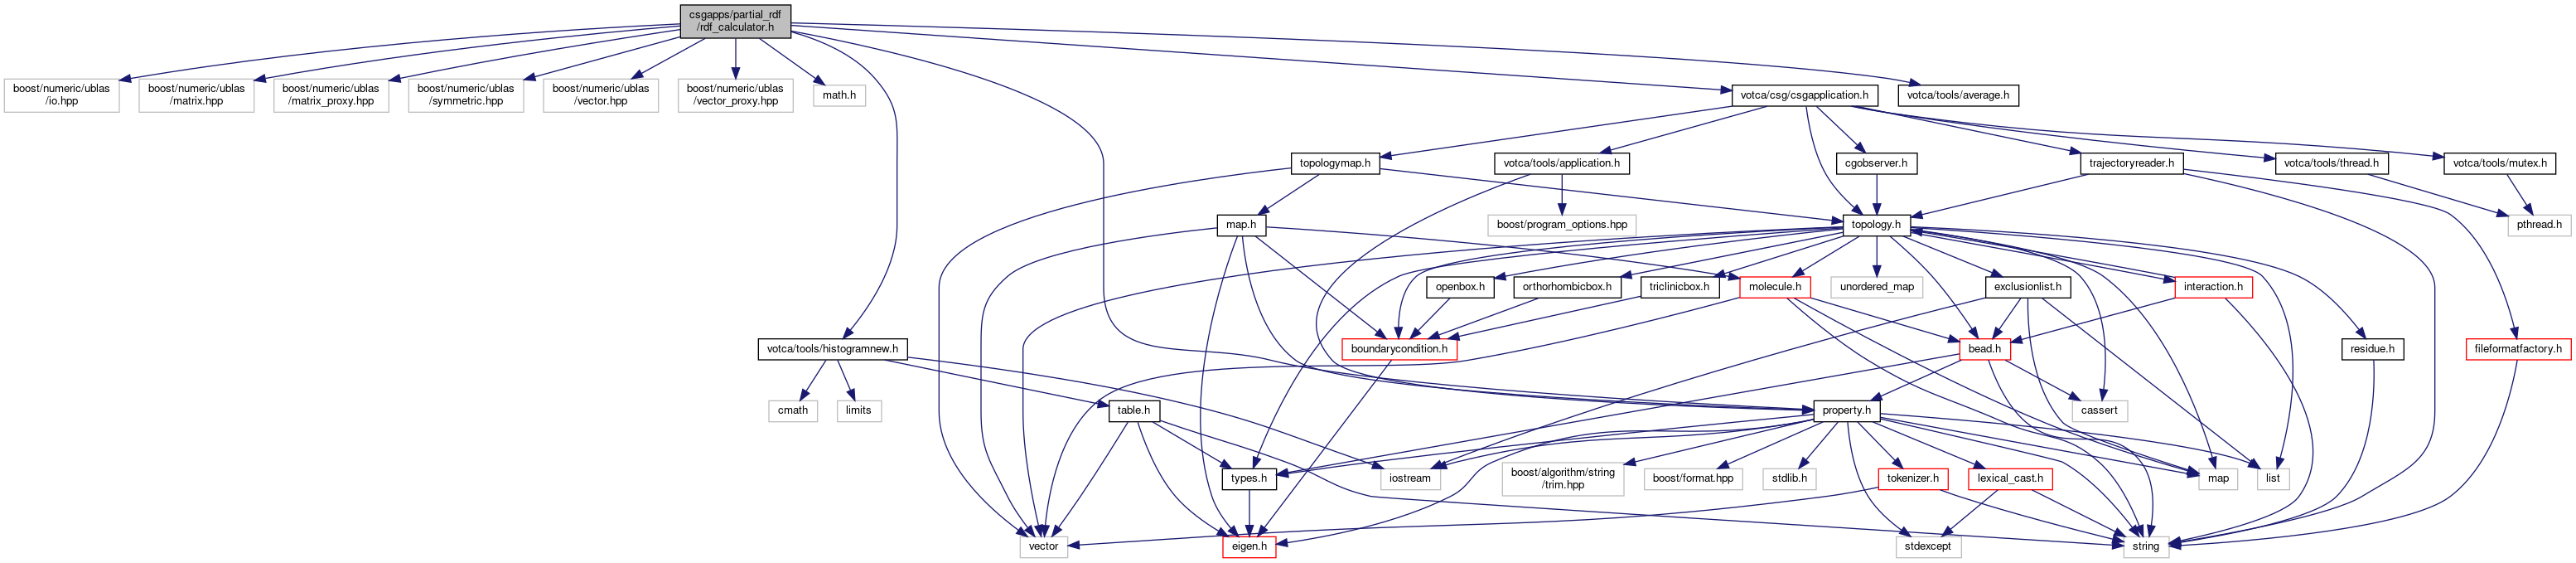 csgapps/partial_rdf
/rdf_calculator.h
boost/numeric/ublas
/io.hpp
boost/numeric/ublas
/matrix.hpp
boost/numeric/ublas
/matrix_proxy.hpp
boost/numeric/ublas
/symmetric.hpp
boost/numeric/ublas
/vector.hpp
boost/numeric/ublas
/vector_proxy.hpp
math.h
votca/csg/csgapplication.h
votca/tools/average.h
topologymap.h
votca/tools/application.h
cgobserver.h
trajectoryreader.h
votca/tools/thread.h
votca/tools/mutex.h
map.h
boost/program_options.hpp
topology.h
pthread.h
openbox.h
orthorhombicbox.h
triclinicbox.h
molecule.h
unordered_map
exclusionlist.h
interaction.h
votca/tools/histogramnew.h
boundarycondition.h
bead.h
residue.h
fileformatfactory.h
cmath
limits
table.h
property.h
cassert
types.h
iostream
boost/algorithm/string
/trim.hpp
boost/format.hpp
stdlib.h
tokenizer.h
lexical_cast.h
map
list
vector
eigen.h
stdexcept
string